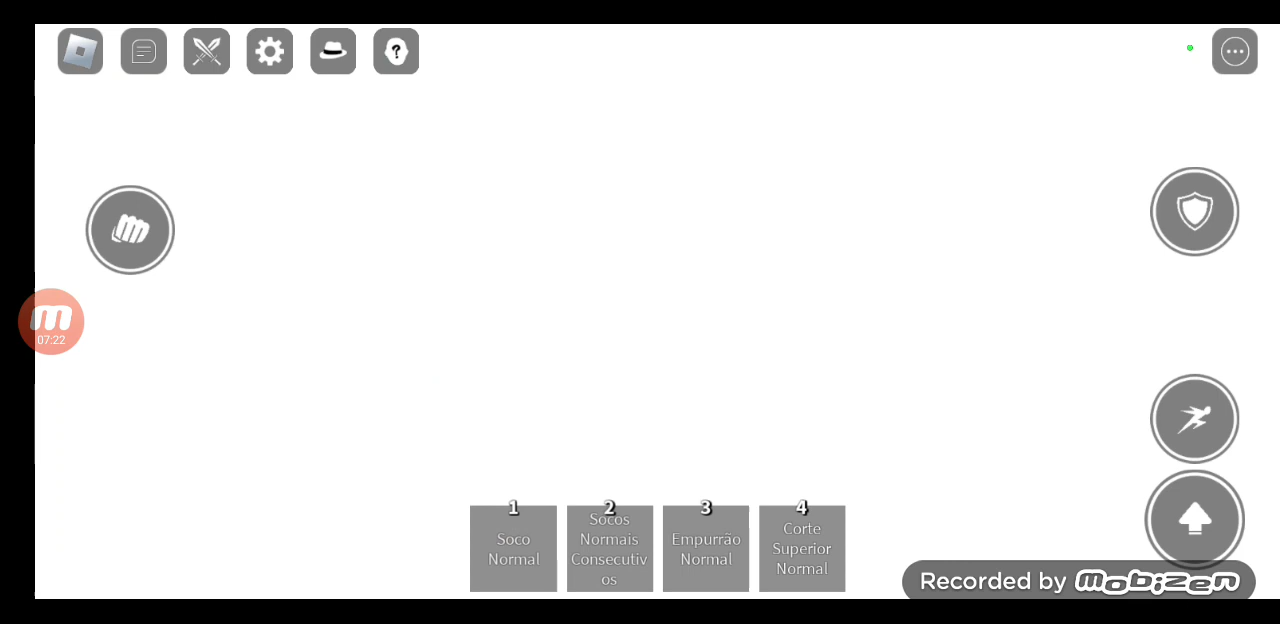 ?
07:22
1
Soco
Normal
2
Socos
Normais
Consecutiv
os
3
Empurrão
Normal
4
Corte
Superior
Normal
Recorded by mobizen